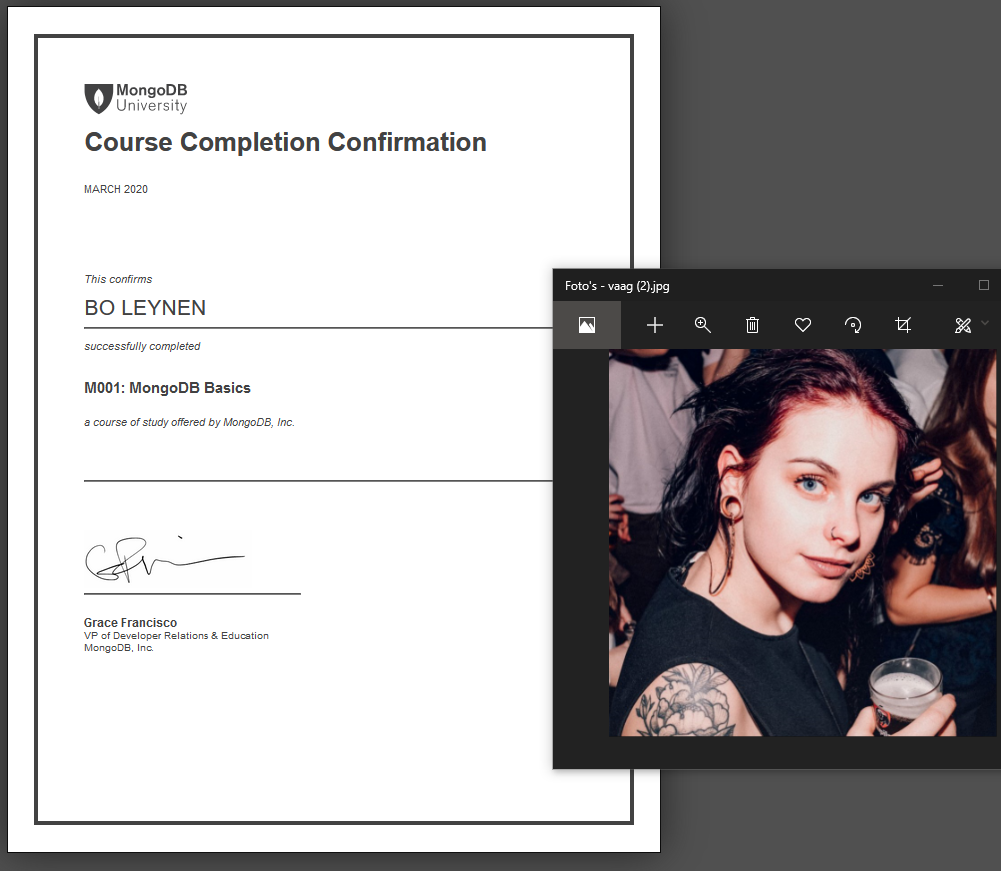 MongoDB
University
Course Completion Confirmation
MARCH 2020
This confirms
BO LEYNEN
successfully completed
M001: MongoDB Basics
a course of study offered by MongoDB, Inc.
Grace Francisco
VP of Developer Relations & Education
MongoDB, Inc.
Foto's - vaag (2).jpg